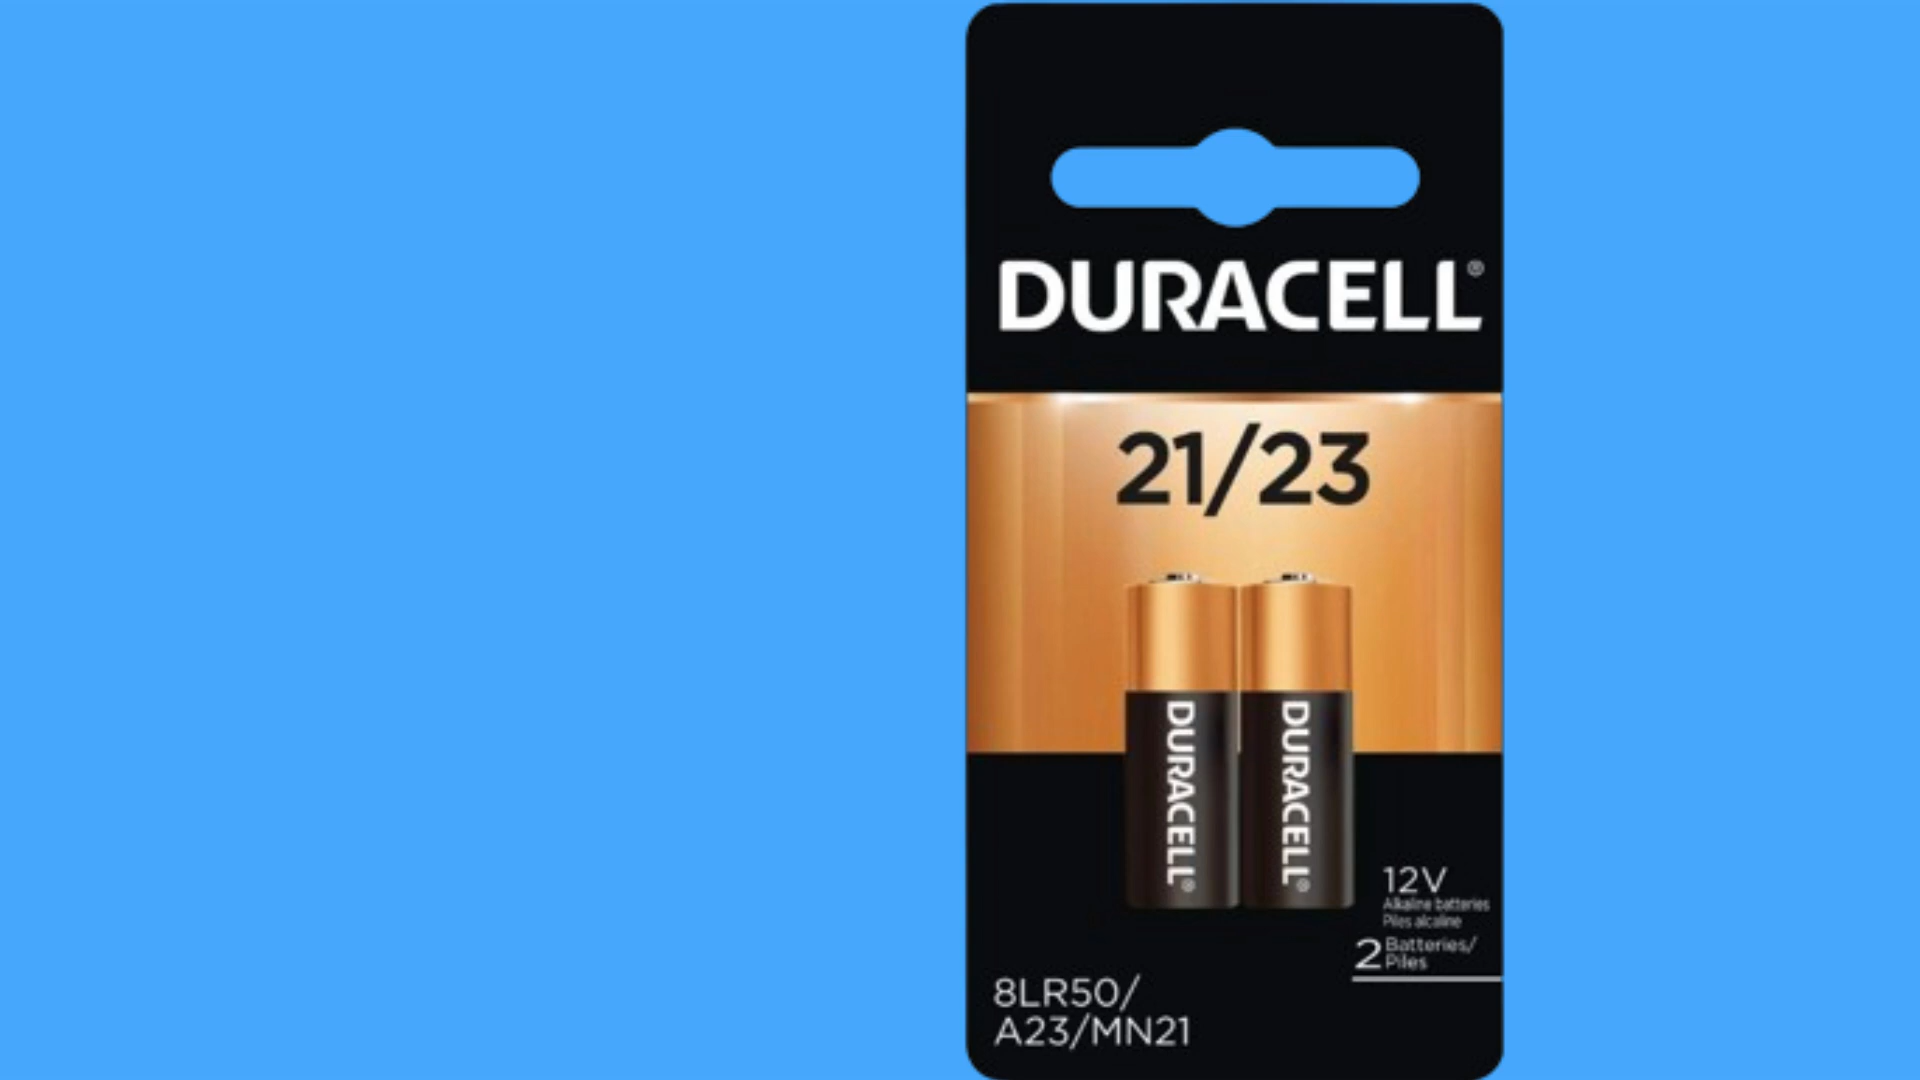 DURACELL®
21/23
DURACELL®
DURACELL®
12V
Alkaline batteries
Piles alcaline
2 Batteries/
Piles
8LR50/
A23/MN21